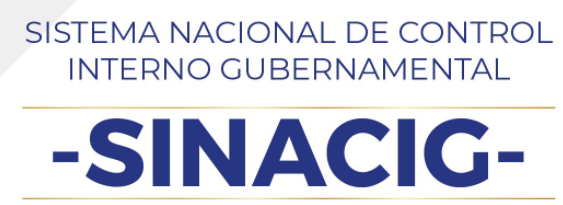 SISTEMA NACIONAL DE CONTROL
INTERNO GUBERNAMENTAL
-SINACIG-